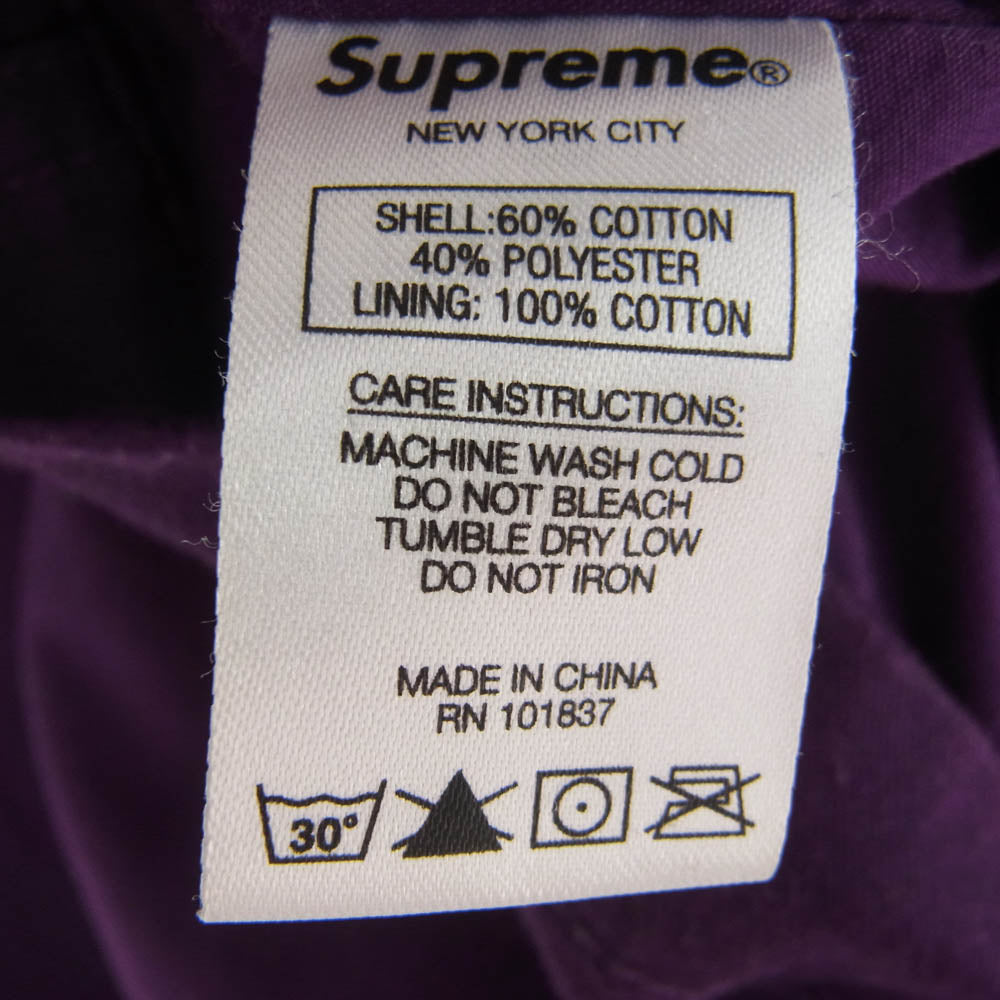 Supreme®
NEW YORK CITY
SHELL:60% COTTON
40% POLYESTER
LINING: 100% COTTON
CARE INSTRUCTIONS:
MACHINE WASH COLD
DO NOT BLEACH
TUMBLE DRY LOW
DO NOT IRON
MADE IN CHINA
RN 101837
30°